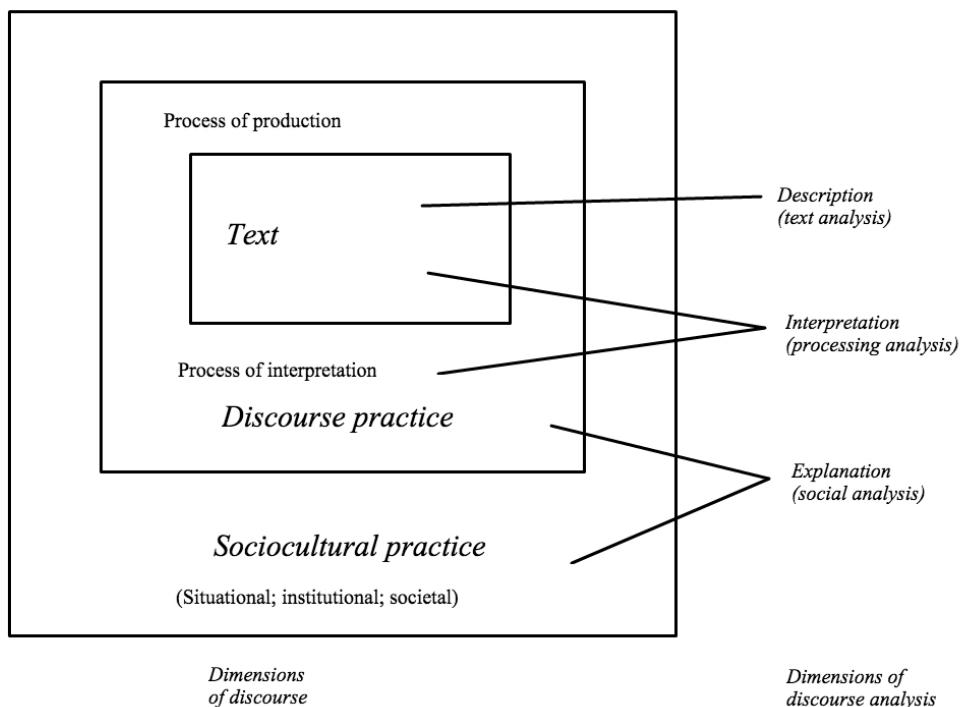 Process of production
Text
Description
(text analysis)
Interpretation
(processing analysis)
Process of interpretation
Discourse practice
Explanation
(social analysis)
Sociocultural practice
(Situational; institutional; societal)
Dimensions
of discourse
Dimensions of
discourse analysis